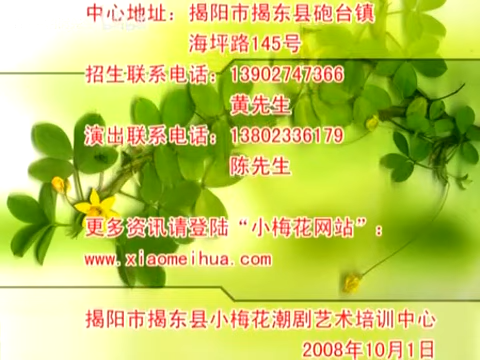 中心地址：揭阳市揭东县砲台镇
海坪路145号
招生联系电话：13902747366
黄先生
演出联系电话：13802336179
陈先生
更多资讯请登陆“小梅花网站”：
www.xiaomeihua.com
揭阳市揭东县小梅花潮剧艺术培训中心
2008年10月1日